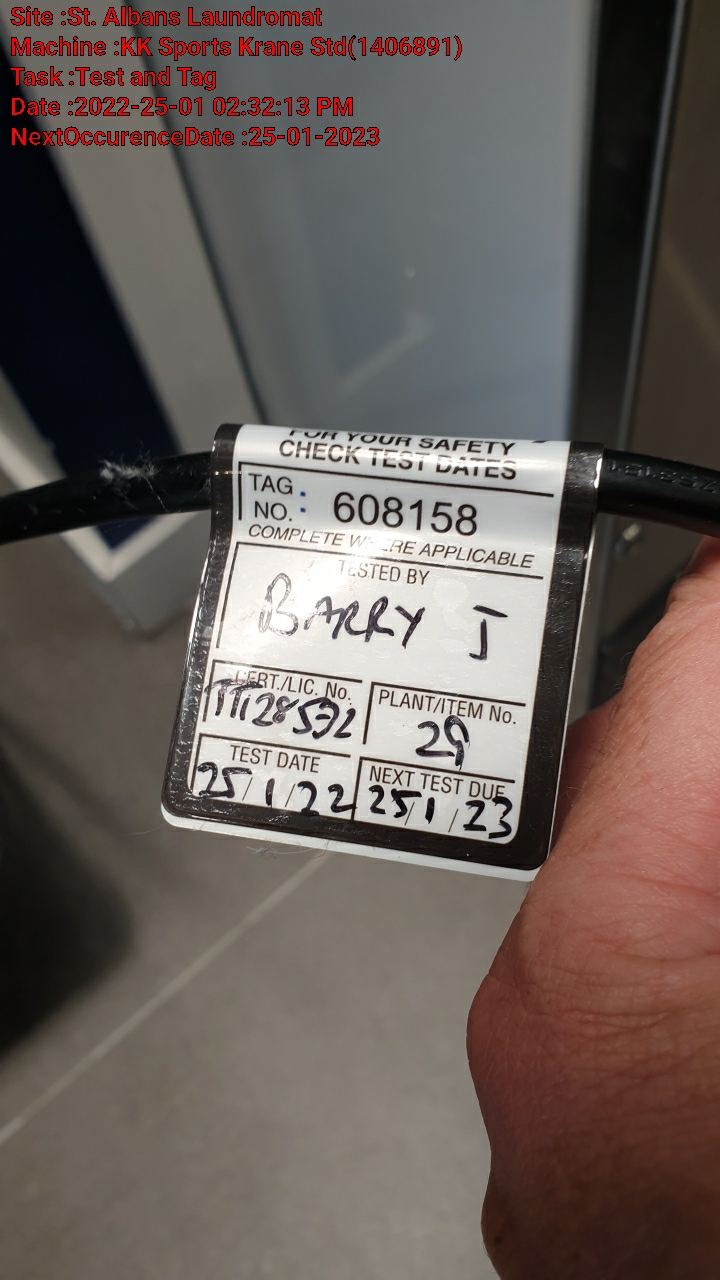 Site :St. Albans Laundromat
Machine :KK Sports Krane Std(1406891)
Task :Test and Tag
Date :2022-25-01 02:32:13 PM
NextOccurenceDate :25-01-2023
FOR YOUR SAFETY
CHECK TEST DATES
TAG :
NO. : 608158
COMPLETE WHERE APPLICABLE
TESTED BY
BARRY J
CERT./LIC. No.
TT128532
PLANT/ITEM No.
29
TEST DATE
25/1/22
NEXT TEST DUE
25/1/23